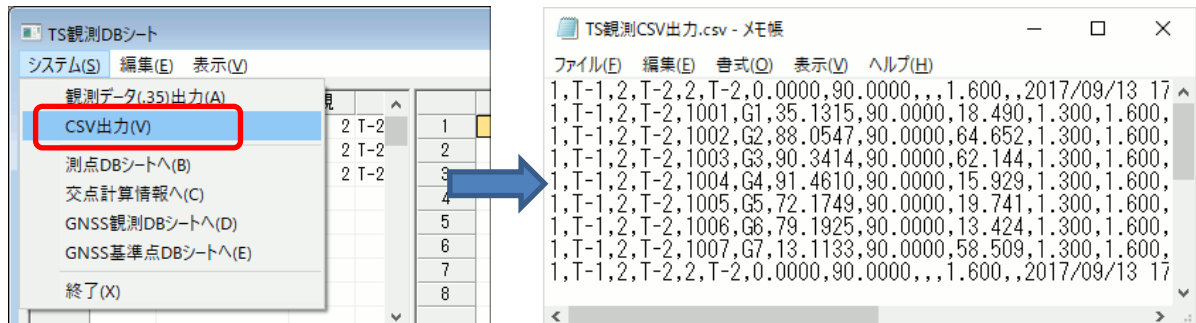 TS観測DBシート
システム(S) 編集(E) 表示(V)
観測データ(.35)出力(A)
CSV出力(V)
測点DBシートへ(B)
交点計算情報へ(C)
GNSS観測DBシートへ(D)
GNSS基準点DBシートへ(E)
終了(X)
2 T-2
2 T-2
2 T-2
1
2
3
4
5
6
7
8
TS観測CSV出力.csv - メモ帳
ファイル(F) 編集(E) 書式(O) 表示(V) ヘルプ(H)
1,T-1,2,T-2,2,T-2,0.0000,90.0000,,,1.600,,2017/09/13 17
1,T-1,2,T-2,1001,G1,35.1315,90.0000,18.490,1.300,1.600,
1,T-1,2,T-2,1002,G2,88.0547,90.0000,64.652,1.300,1.600,
1,T-1,2,T-2,1003,G3,90.3414,90.0000,62.144,1.300,1.600,
1,T-1,2,T-2,1004,G4,91.4610,90.0000,15.929,1.300,1.600,
1,T-1,2,T-2,1005,G5,72.1749,90.0000,19.741,1.300,1.600,
1,T-1,2,T-2,1006,G6,79.1925,90.0000,13.424,1.300,1.600,
1,T-1,2,T-2,1007,G7,13.1133,90.0000,58.509,1.300,1.600,
1,T-1,2,T-2,2,T-2,0.0000,90.0000,,,1.600,,2017/09/13 17